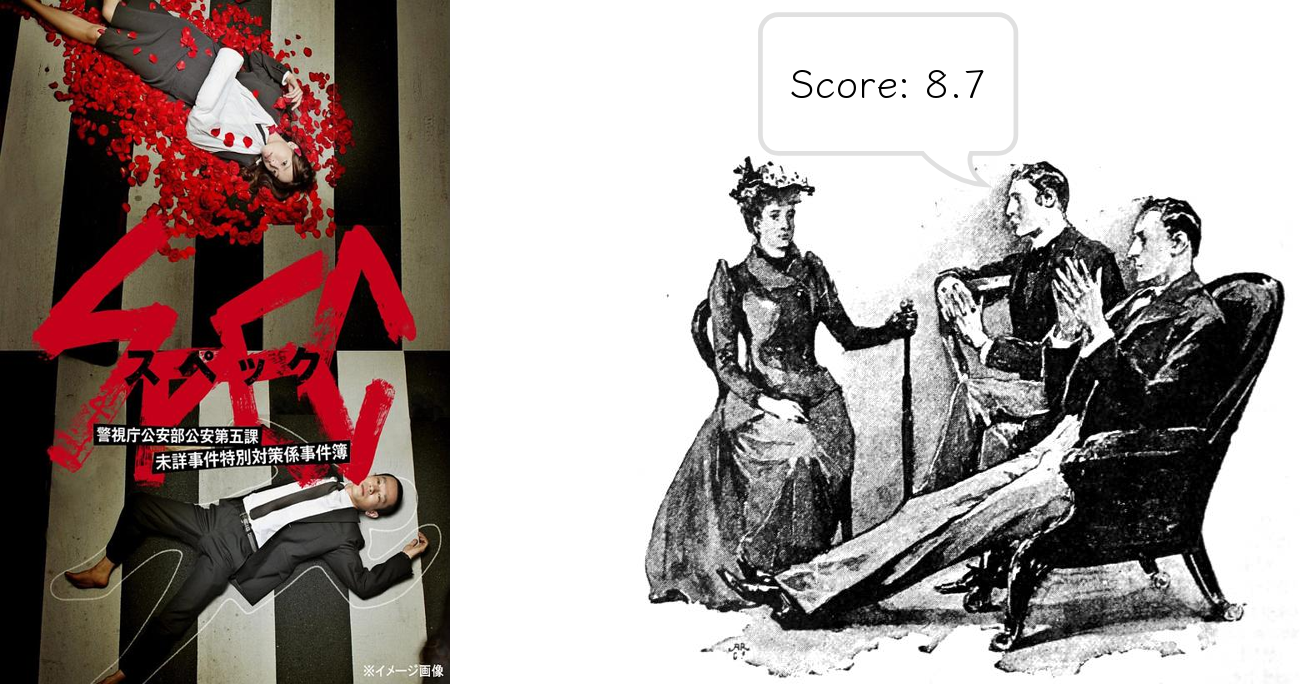 SPEC
スペック
警視庁公安部公安第五課
未詳事件特別対策係事件簿
※イメージ画像
Score: 8.7